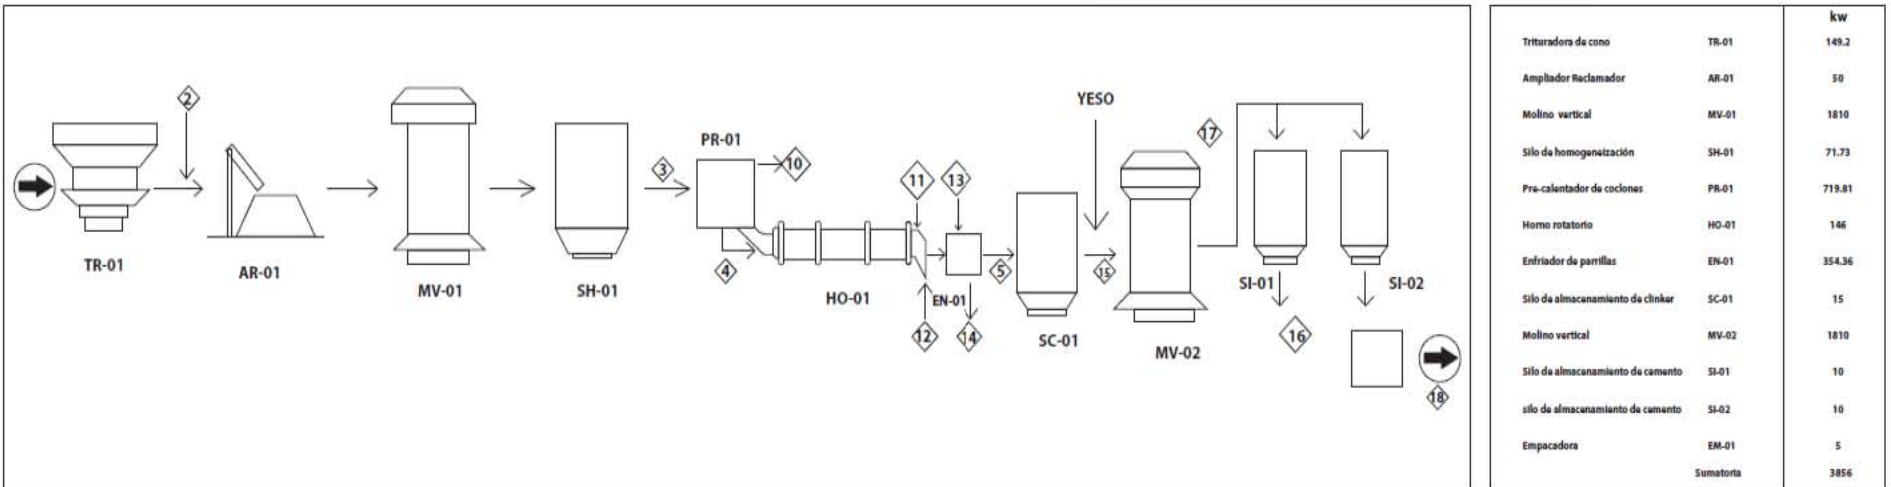 YESO
2
17
PR-01
3
10
11
13
TR-01
AR-01
MV-01
SH-01
4
HO-01
EN-01
5
15
SI-01
SI-02
12
14
SC-01
MV-02
16
18
kw
Trituradora de cono TR-01 149.2
Ampliador Reclamador AR-01 50
Molino vertical MV-01 1810
Silo de homogeneización SH-01 71.73
Pre-calentador de coclones PR-01 719.81
Horno rotatorio HO-01 146
Enfriador de parrillas EN-01 354.36
Silo de almacenamiento de clinker SC-01 15
Molino vertical MV-02 1810
Silo de almacenamiento de cemento SI-01 10
silo de almacenamiento de cemento SI-02 10
Empacadora EM-01 5
Sumatoria 3856